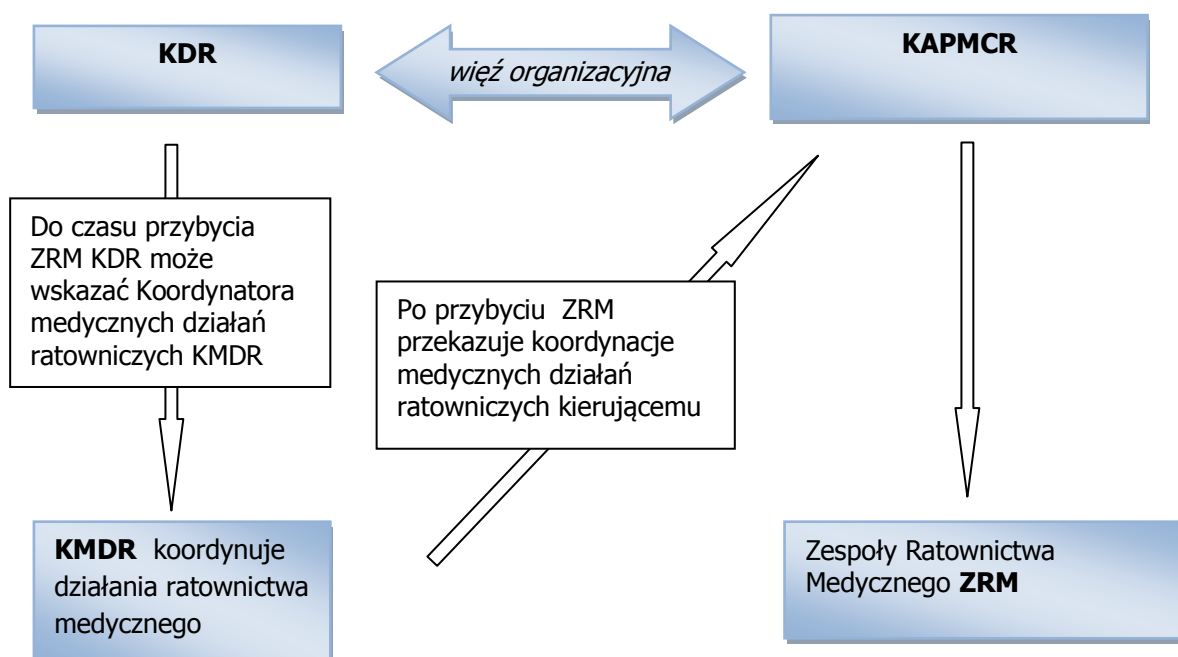 KDR
więź organizacyjna
KAPMCR
Do czasu przybycia
ZRM KDR może
wskazać Koordynatora
medycznych działań
ratowniczych KMDR
Po przybyciu ZRM
przekazuje koordynacje
medycznych działań
ratowniczych kierującemu
KMDR koordynuje
działania ratownictwa
medycznego
Zespoły Ratownictwa
Medycznego ZRM